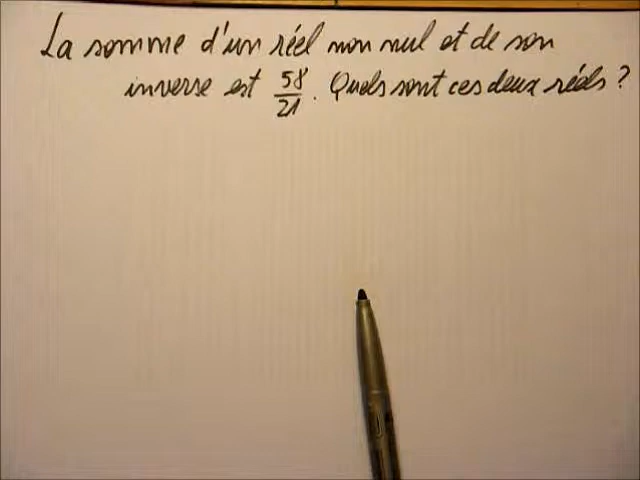 La somme d'un réel non nul et de son
inverse est 58/21. Quels sont ces deux réels ?